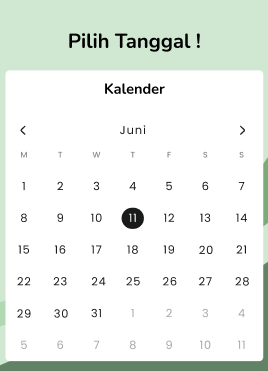 Pilih Tanggal !
Kalender
< Juni >
M T W T F S S
1 2 3 4 5 6 7
8 9 10 11 12 13 14
15 16 17 18 19 20 21
22 23 24 25 26 27 28
29 30 31 1 2 3 4
5 6 7 8 9 10 11